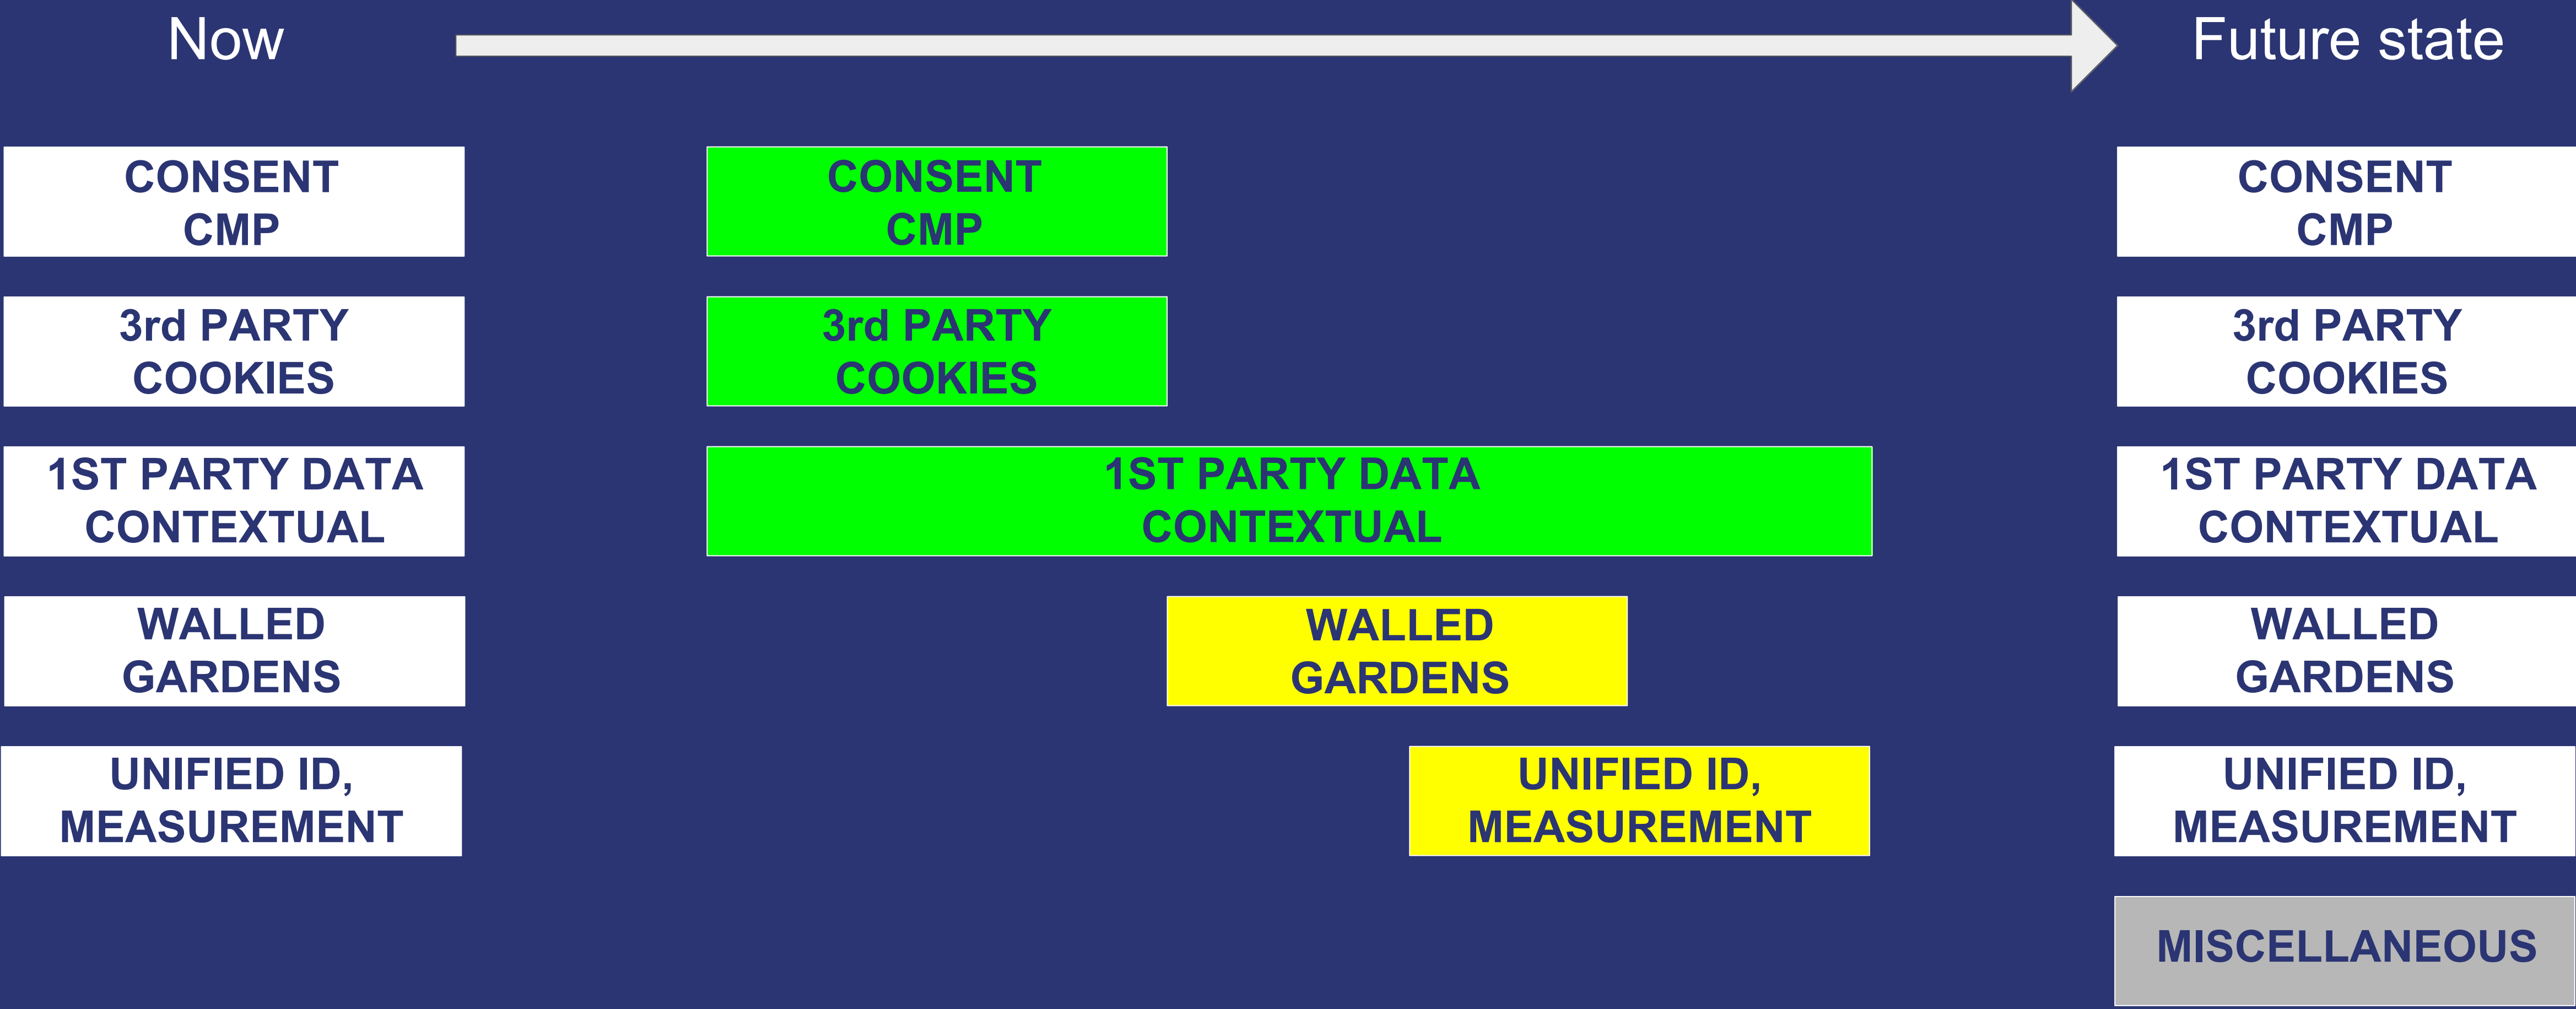 Now
Future state
CONSENT
CMP
CONSENT
CMP
CONSENT
CMP
3rd PARTY
COOKIES
3rd PARTY
COOKIES
3rd PARTY
COOKIES
1ST PARTY DATA
CONTEXTUAL
1ST PARTY DATA
CONTEXTUAL
1ST PARTY DATA
CONTEXTUAL
WALLED
GARDENS
WALLED
GARDENS
WALLED
GARDENS
UNIFIED ID,
MEASUREMENT
UNIFIED ID,
MEASUREMENT
UNIFIED ID,
MEASUREMENT
MISCELLANEOUS